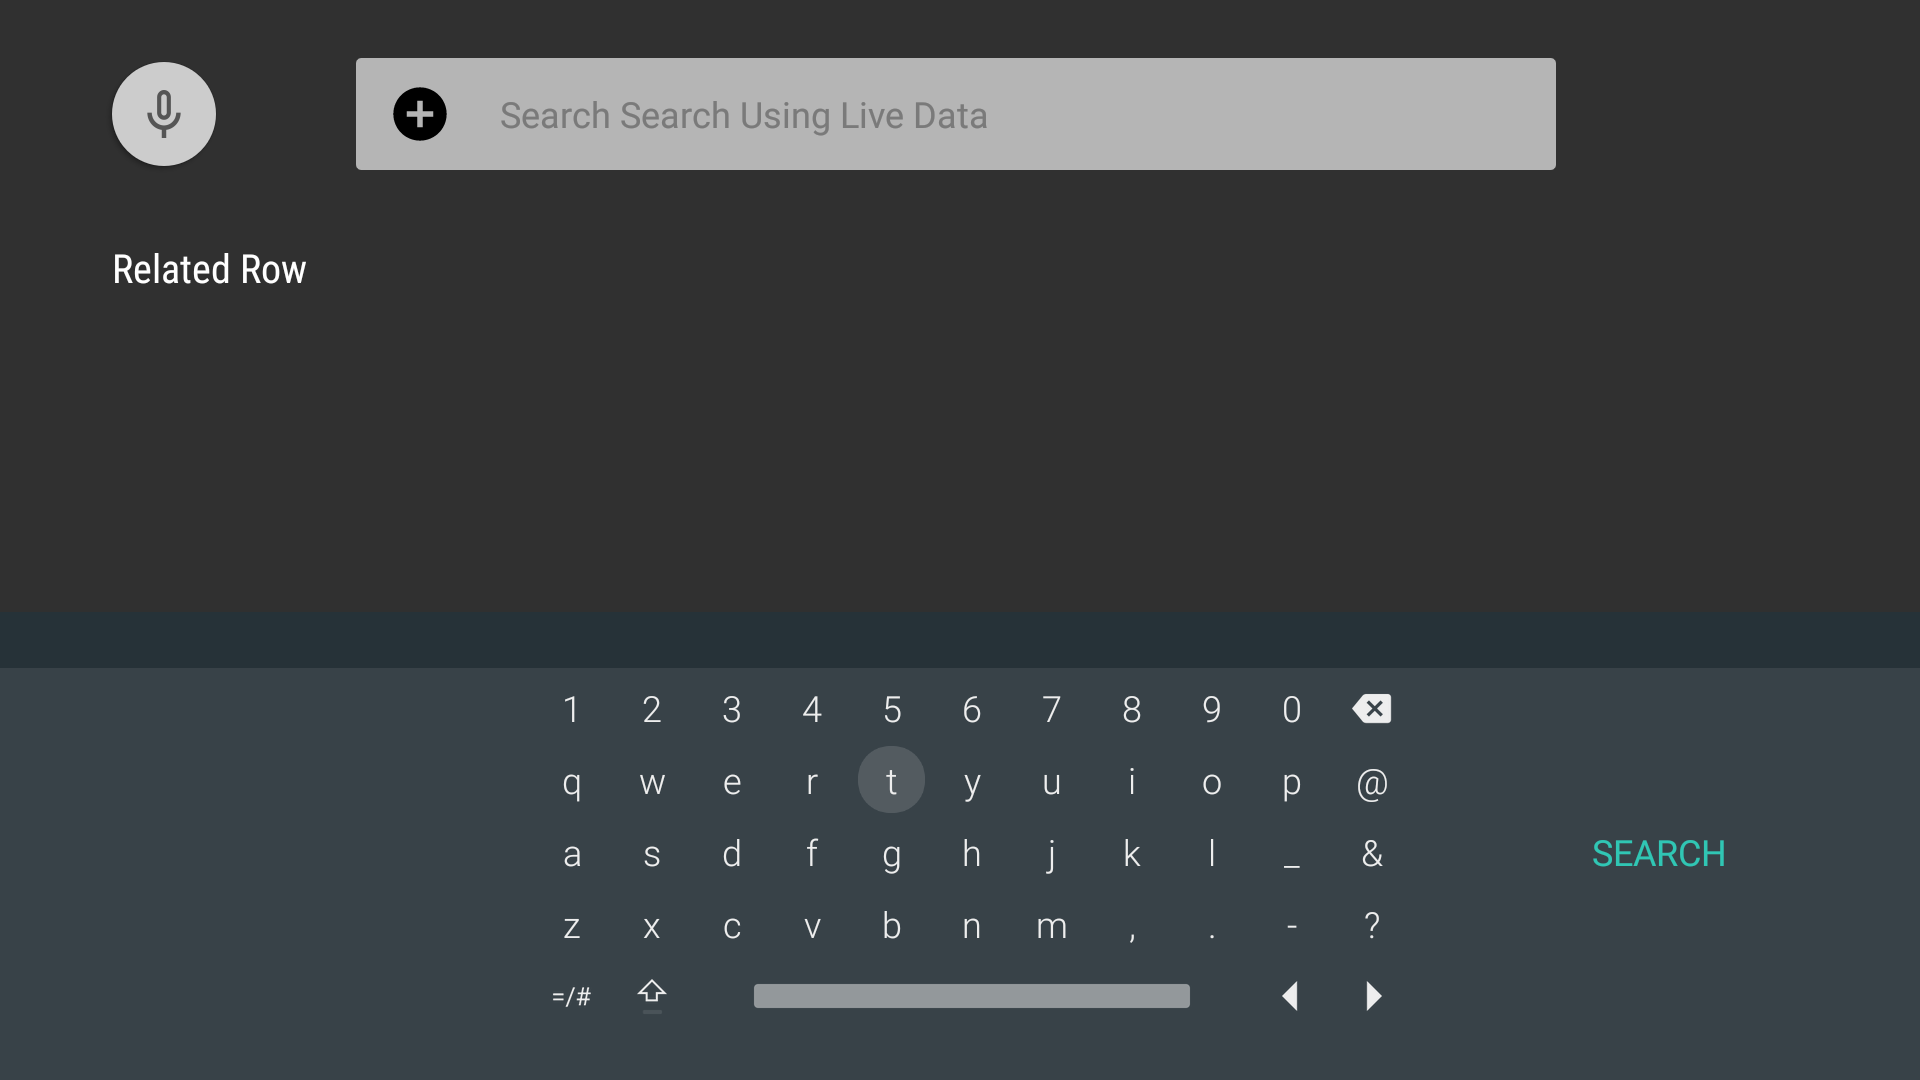 Search Search Using Live Data
Related Row
1 2 3 4 5 6 7 8 9 0
q w e r t y u i o p @
a s d f g h j k l _ &
SEARCH
z x c v b n m , . - ?
=/#